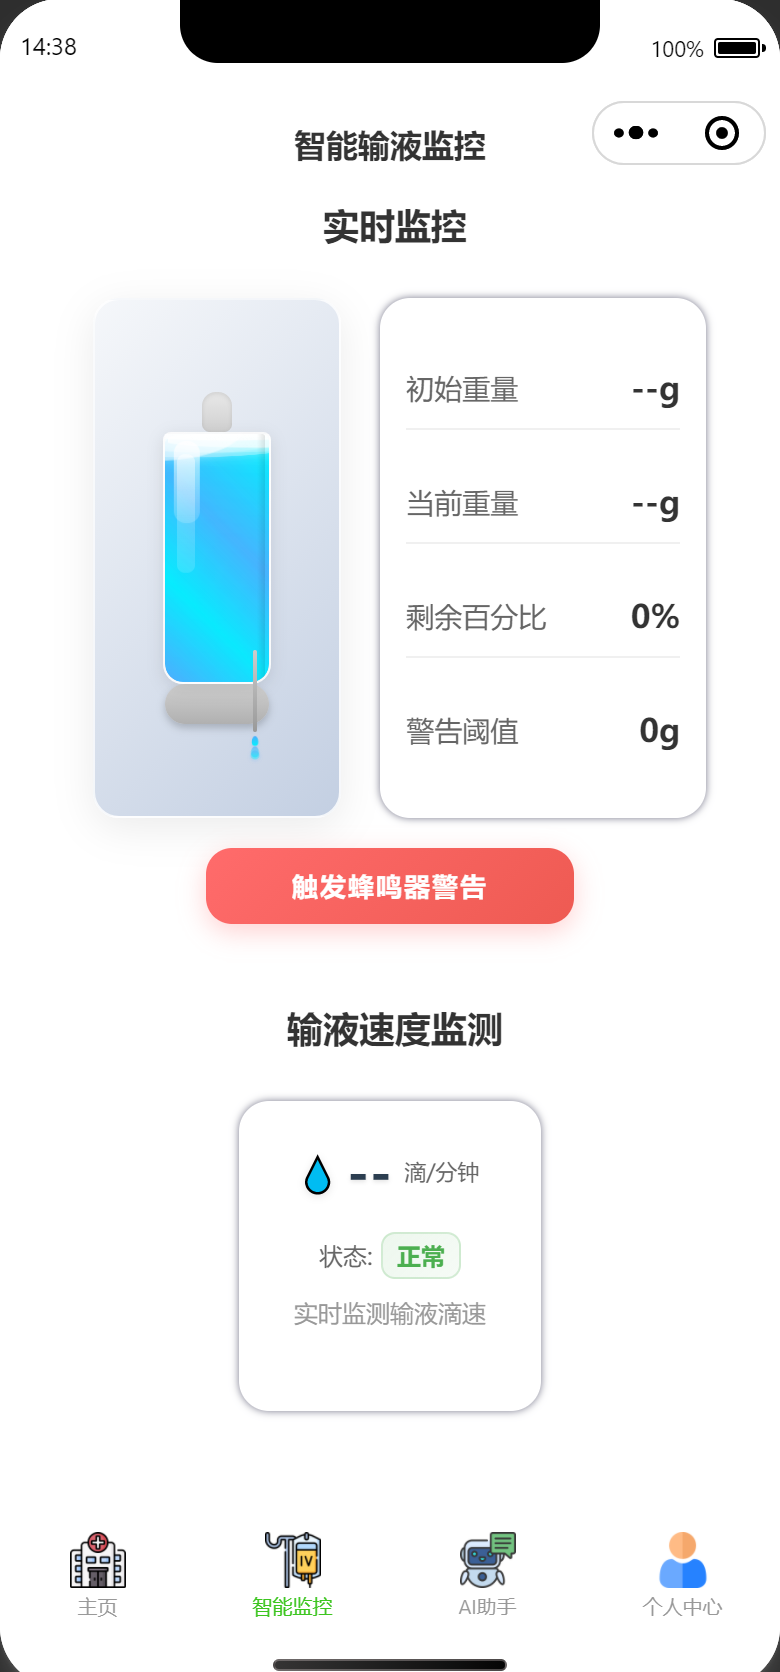 14:38
100%
智能输液监控
实时监控
初始重量 --g
当前重量 --g
剩余百分比 0%
警告阈值 0g
触发蜂鸣器警告
输液速度监测
-- 滴/分钟
状态: 正常
实时监测输液滴速
IV
主页
智能监控
AI助手
个人中心